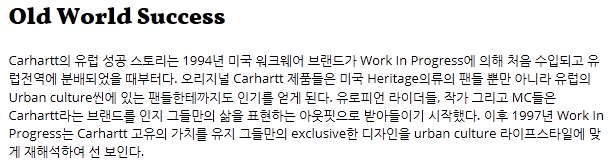 Old World Success
Carhartt의 유럽 성공 스토리는 1994년 미국 워크웨어 브랜드가 Work In Progress에 의해 처음 수입되고 유
럽전역에 분배되었을 때부터다. 오리지널 Carhartt 제품들은 미국 Heritage의류의 팬들 뿐만 아니라 유럽의
Urban culture씬에 있는 팬들한테까지도 인기를 얻게 된다. 유로피언 라이더들, 작가 그리고 MC들은
Carhartt라는 브랜드를 인지 그들만의 삶을 표현하는 아웃핏으로 받아들이기 시작했다. 이후 1997년 Work In
Progress는 Carhartt 고유의 가치를 유지 그들만의 exclusive한 디자인을 urban culture 라이프스타일에 맞
게 재해석하여 선 보인다.